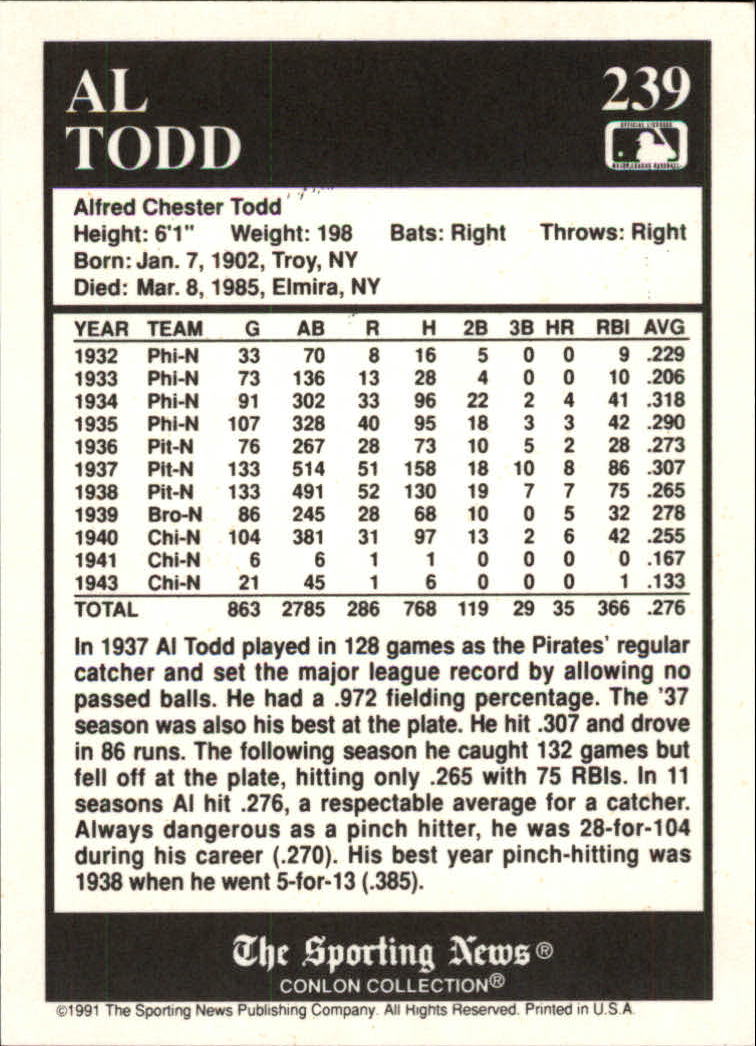 AL 239
TODD
OFFICIAL LICENSEE
MAJOR LEAGUE BASEBALL
Alfred Chester Todd
Height: 6'1" Weight: 198 Bats: Right Throws: Right
Born: Jan. 7, 1902, Troy, NY
Died: Mar. 8, 1985, Elmira, NY
YEAR TEAM G AB R H 2B 3B HR RBI AVG
1932 Phi-N 33 70 8 16 5 0 0 9 .229
1933 Phi-N 73 136 13 28 4 0 0 10 .206
1934 Phi-N 91 302 33 96 22 2 4 41 .318
1935 Phi-N 107 328 40 95 18 3 3 42 .290
1936 Pit-N 76 267 28 73 10 5 2 28 .273
1937 Pit-N 133 514 51 158 18 10 8 86 .307
1938 Pit-N 133 491 52 130 19 7 7 75 .265
1939 Bro-N 86 245 28 68 10 0 5 32 278
1940 Chi-N 104 381 31 97 13 2 6 42 .255
1941 Chi-N 6 6 1 1 0 0 0 0 .167
1943 Chi-N 21 45 1 6 0 0 0 1 .133
TOTAL 863 2785 286 768 119 29 35 366 .276
In 1937 Al Todd played in 128 games as the Pirates' regular
catcher and set the major league record by allowing no
passed balls. He had a .972 fielding percentage. The '37
season was also his best at the plate. He hit .307 and drove
in 86 runs. The following season he caught 132 games but
fell off at the plate, hitting only .265 with 75 RBIs. In 11
seasons Al hit .276, a respectable average for a catcher.
Always dangerous as a pinch hitter, he was 28-for-104
during his career (.270). His best year pinch-hitting was
1938 when he went 5-for-13 (.385).
The Sporting News®
CONLON COLLECTION®
©1991 The Sporting News Publishing Company. All Rights Reserved. Printed in U.S.A.